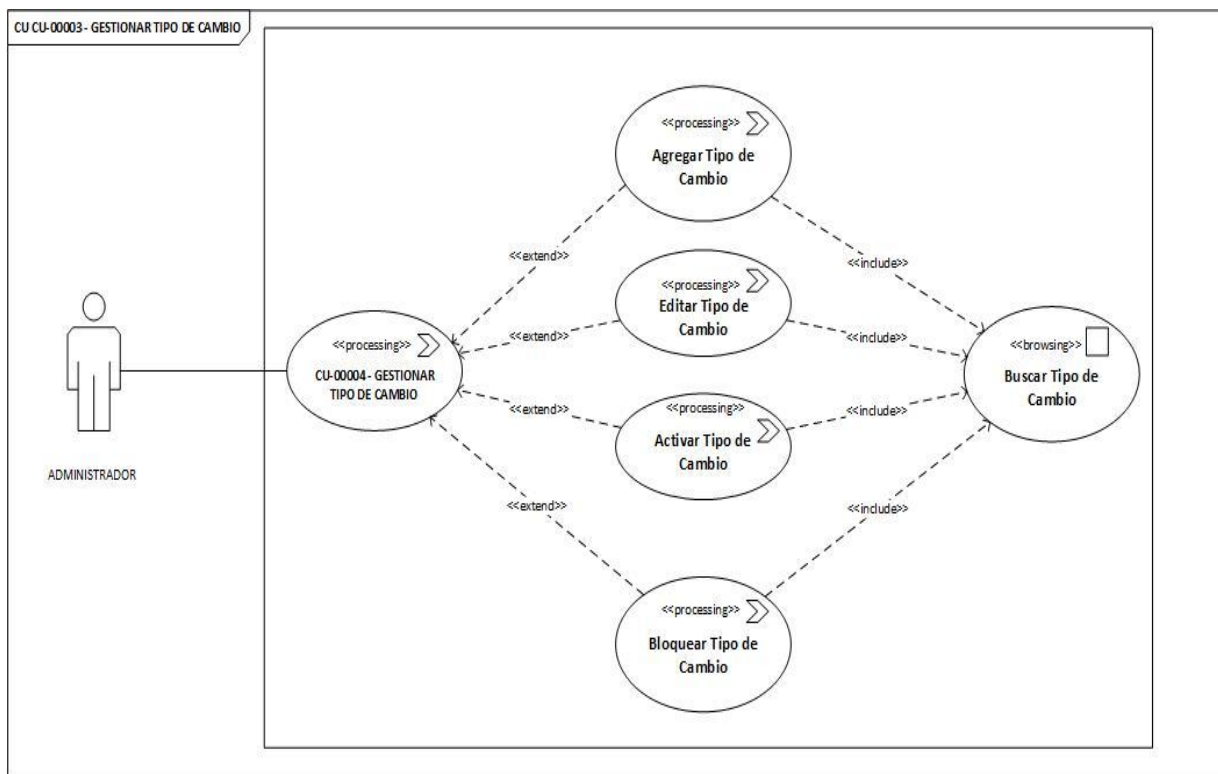 CU CU-00003 - GESTIONAR TIPO DE CAMBIO
<<processing>>
Agregar Tipo de
Cambio
<<extend>>
<<include>>
<<processing>>
Editar Tipo de
Cambio
<<extend>>
<<include>>
<<processing>>
CU-00004 - GESTIONAR
TIPO DE CAMBIO
<<browsing>>
Buscar Tipo de
Cambio
<<extend>>
<<include>>
<<processing>>
Activar Tipo de
Cambio
ADMINISTRADOR
<<extend>>
<<include>>
<<processing>>
Bloquear Tipo de
Cambio